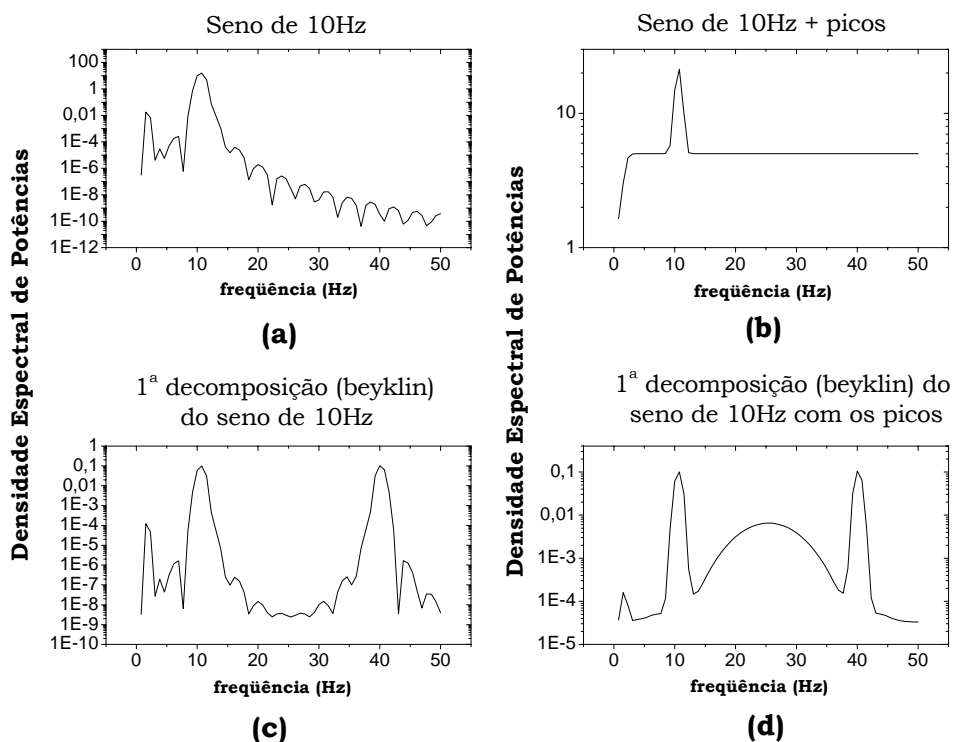 Seno de 10Hz
100
1
0,01
1E-4
1E-6
1E-8
1E-10
1E-12
0 10 20 30 40 50
freqüência (Hz)
(a)
Seno de 10Hz + picos
10
1
0 10 20 30 40 50
freqüência (Hz)
(b)
Densidade Espectral de Potências
Densidade Espectral de Potências
1ª decomposição (beyklin)
do seno de 10Hz
1
0,1
0,01
1E-3
1E-4
1E-5
1E-6
1E-7
1E-8
1E-9
1E-10
0 10 20 30 40 50
freqüência (Hz)
(c)
1ª decomposição (beyklin) do
seno de 10Hz com os picos
0,1
0,01
1E-3
1E-4
1E-5
0 10 20 30 40 50
freqüência (Hz)
(d)